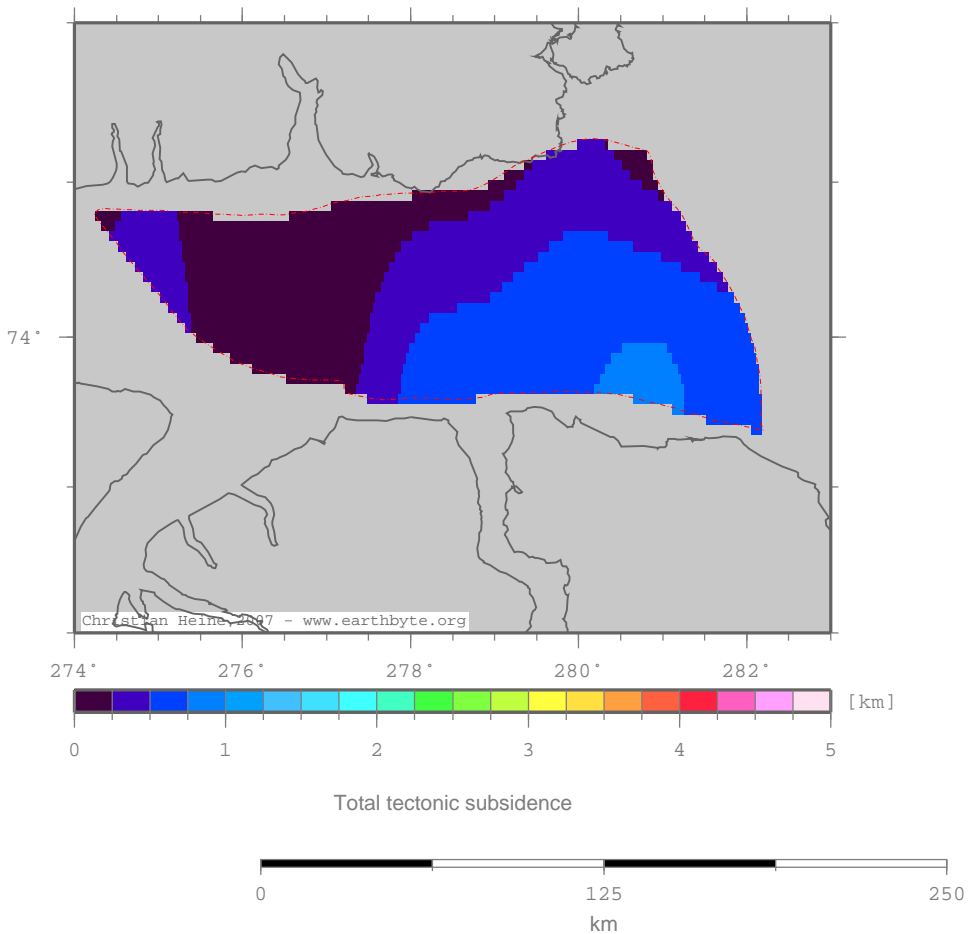 74°
Christian Heine, 2007 - www.earthbyte.org
274° 276° 278° 280° 282°
[km]
0 1 2 3 4 5
Total tectonic subsidence
0 125 250
km